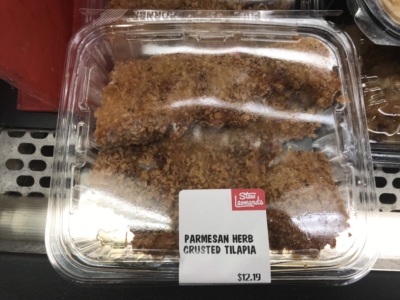 Stew
Leonard's
PARMESAN HERB
CRUSTED TILAPIA
$12.19